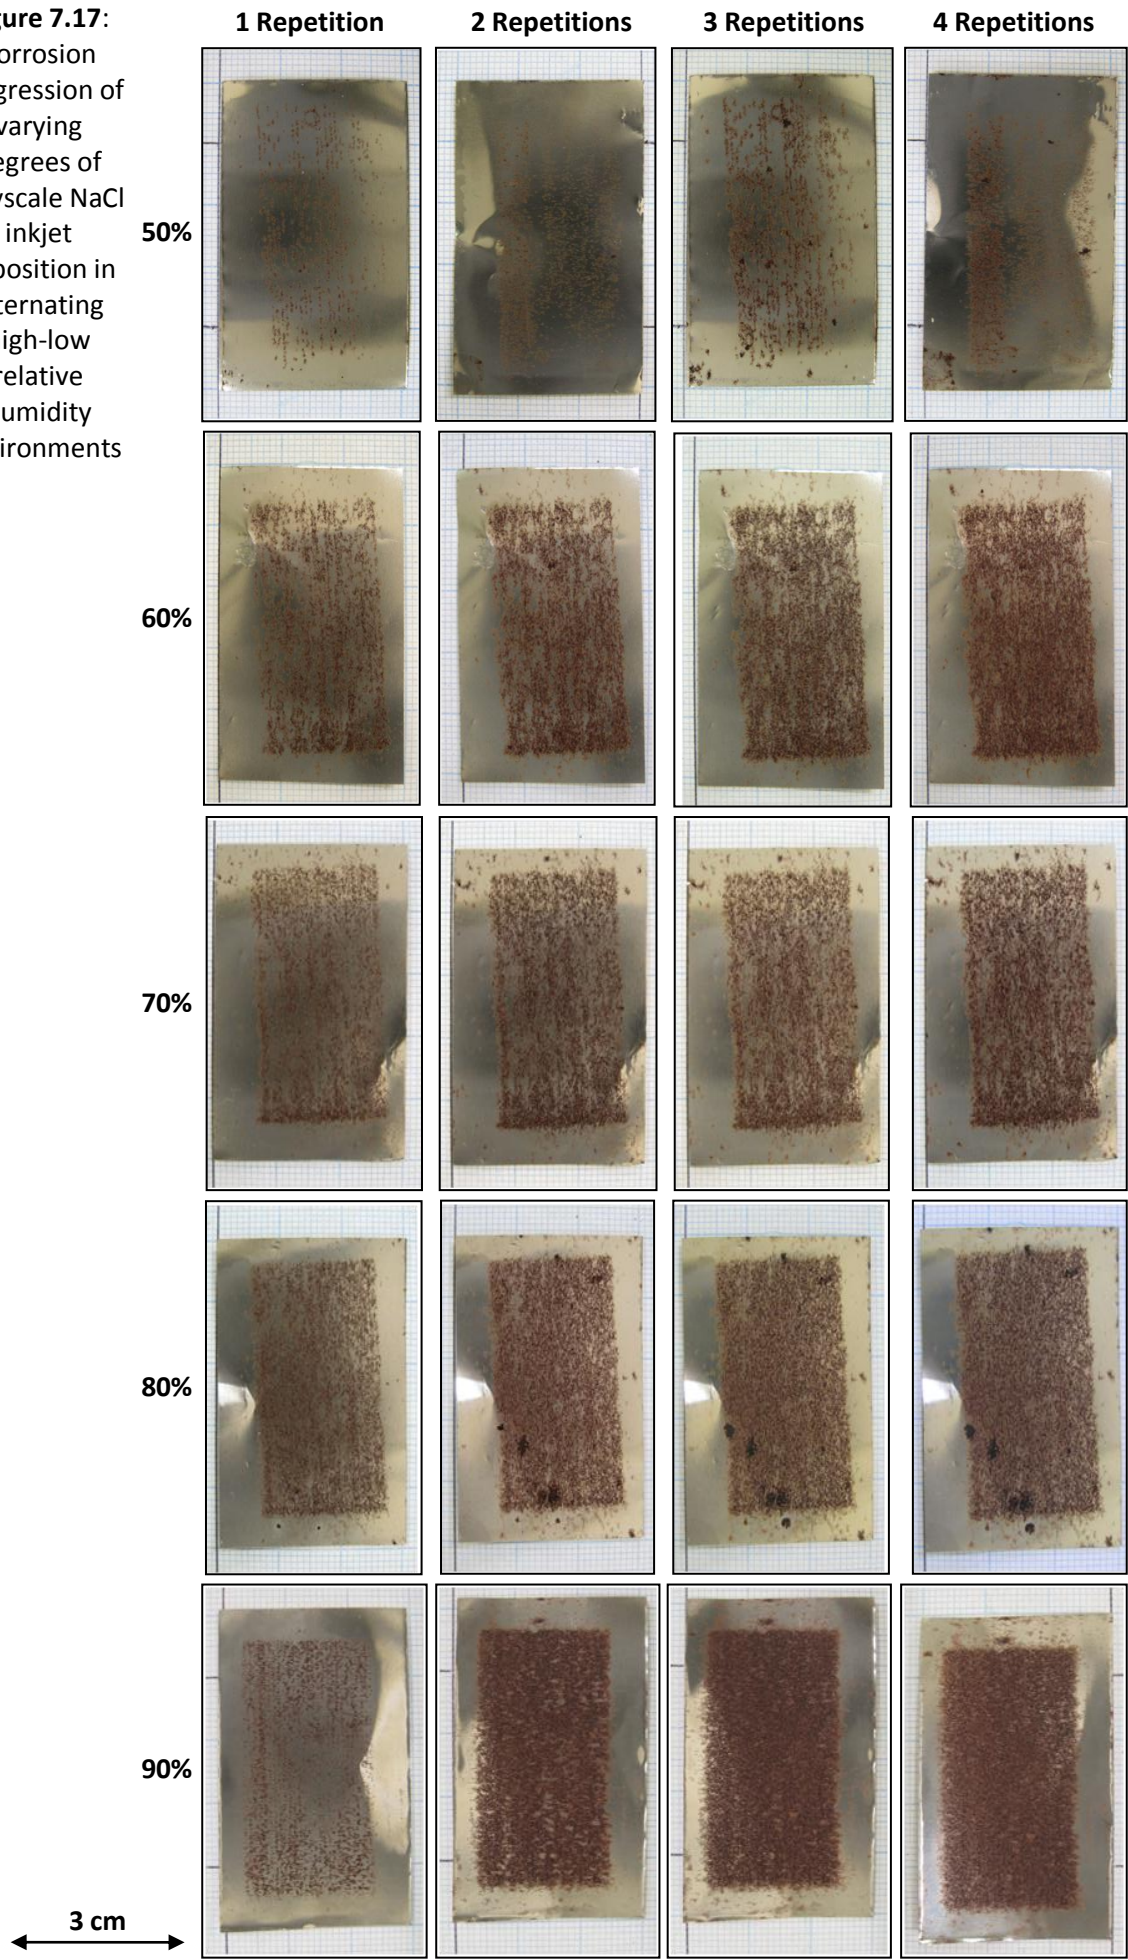 gure 7.17:
orrosion
gression of
varying
egrees of
yscale NaCl
inkjet
position in
ternating
igh-low
relative
umidity
ironments
1 Repetition
2 Repetitions
3 Repetitions
4 Repetitions
50%
60%
70%
80%
90%
3 cm